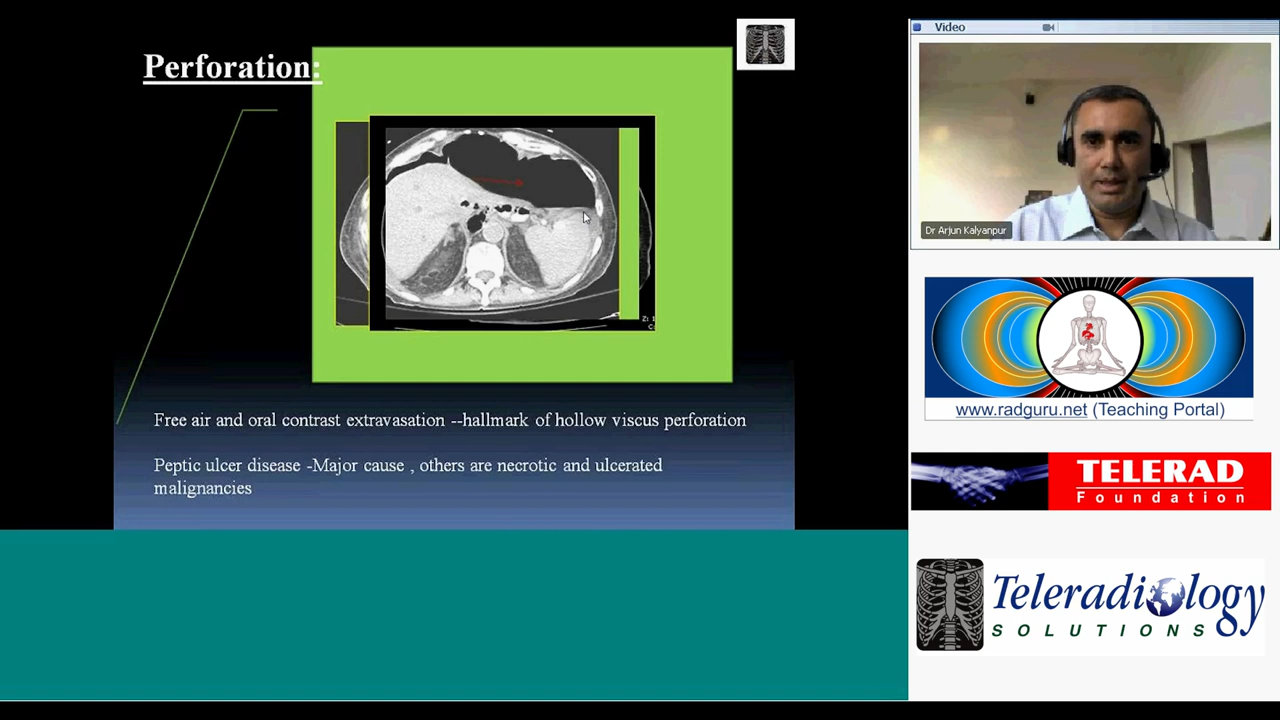 Perforation:
Free air and oral contrast extravasation --hallmark of hollow viscus perforation
Peptic ulcer disease -Major cause , others are necrotic and ulcerated
malignancies
Video
Dr Arjun Kalyanpur
www.radguru.net (Teaching Portal)
TELERAD
Foundation
Teleradiology
SOLUTIONS